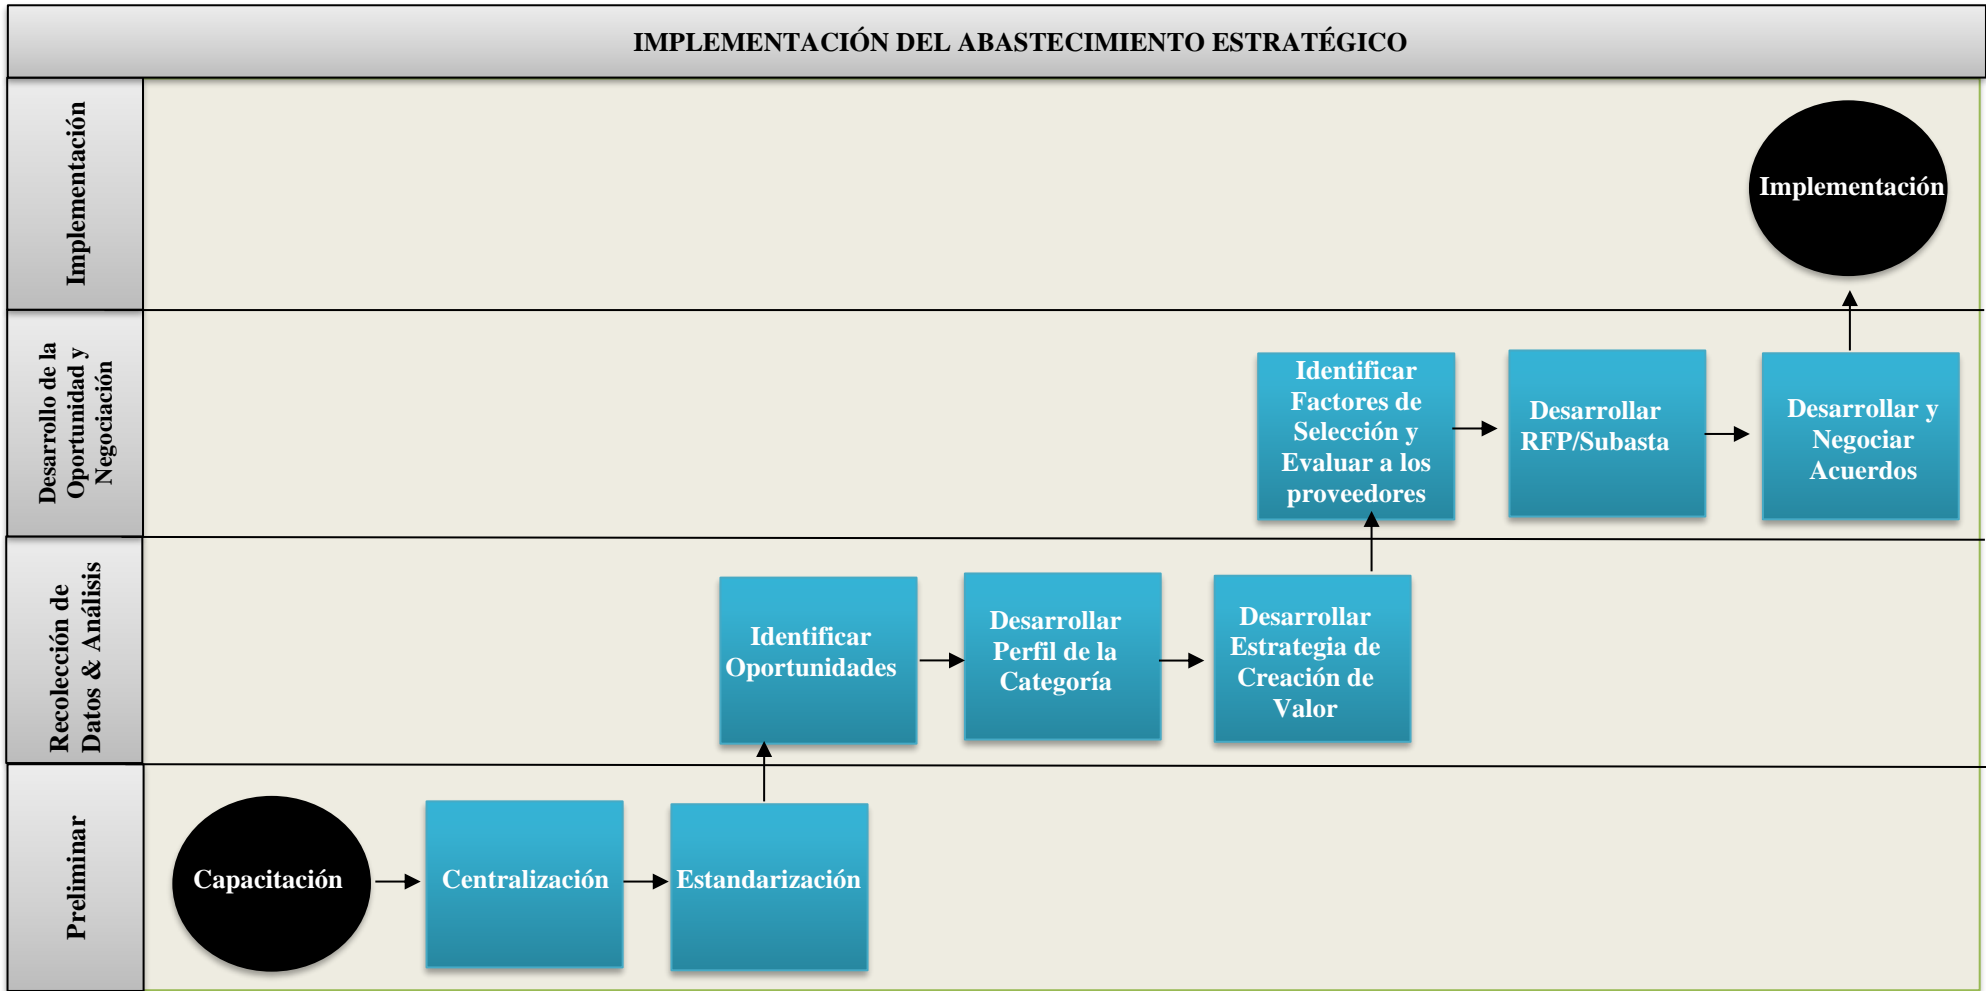 IMPLEMENTACIÓN DEL ABASTECIMIENTO ESTRATÉGICO
Implementación
Implementación
Desarrollo de la
Oportunidad y
Negociación
Identificar
Factores de
Selección y
Evaluar a los
proveedores
Desarrollar
RFP/Subasta
Desarrollar y
Negociar
Acuerdos
Recolección de
Datos & Análisis
Identificar
Oportunidades
Desarrollar
Perfil de la
Categoría
Desarrollar
Estrategia de
Creación de
Valor
Preliminar
Capacitación
Centralización
Estandarización